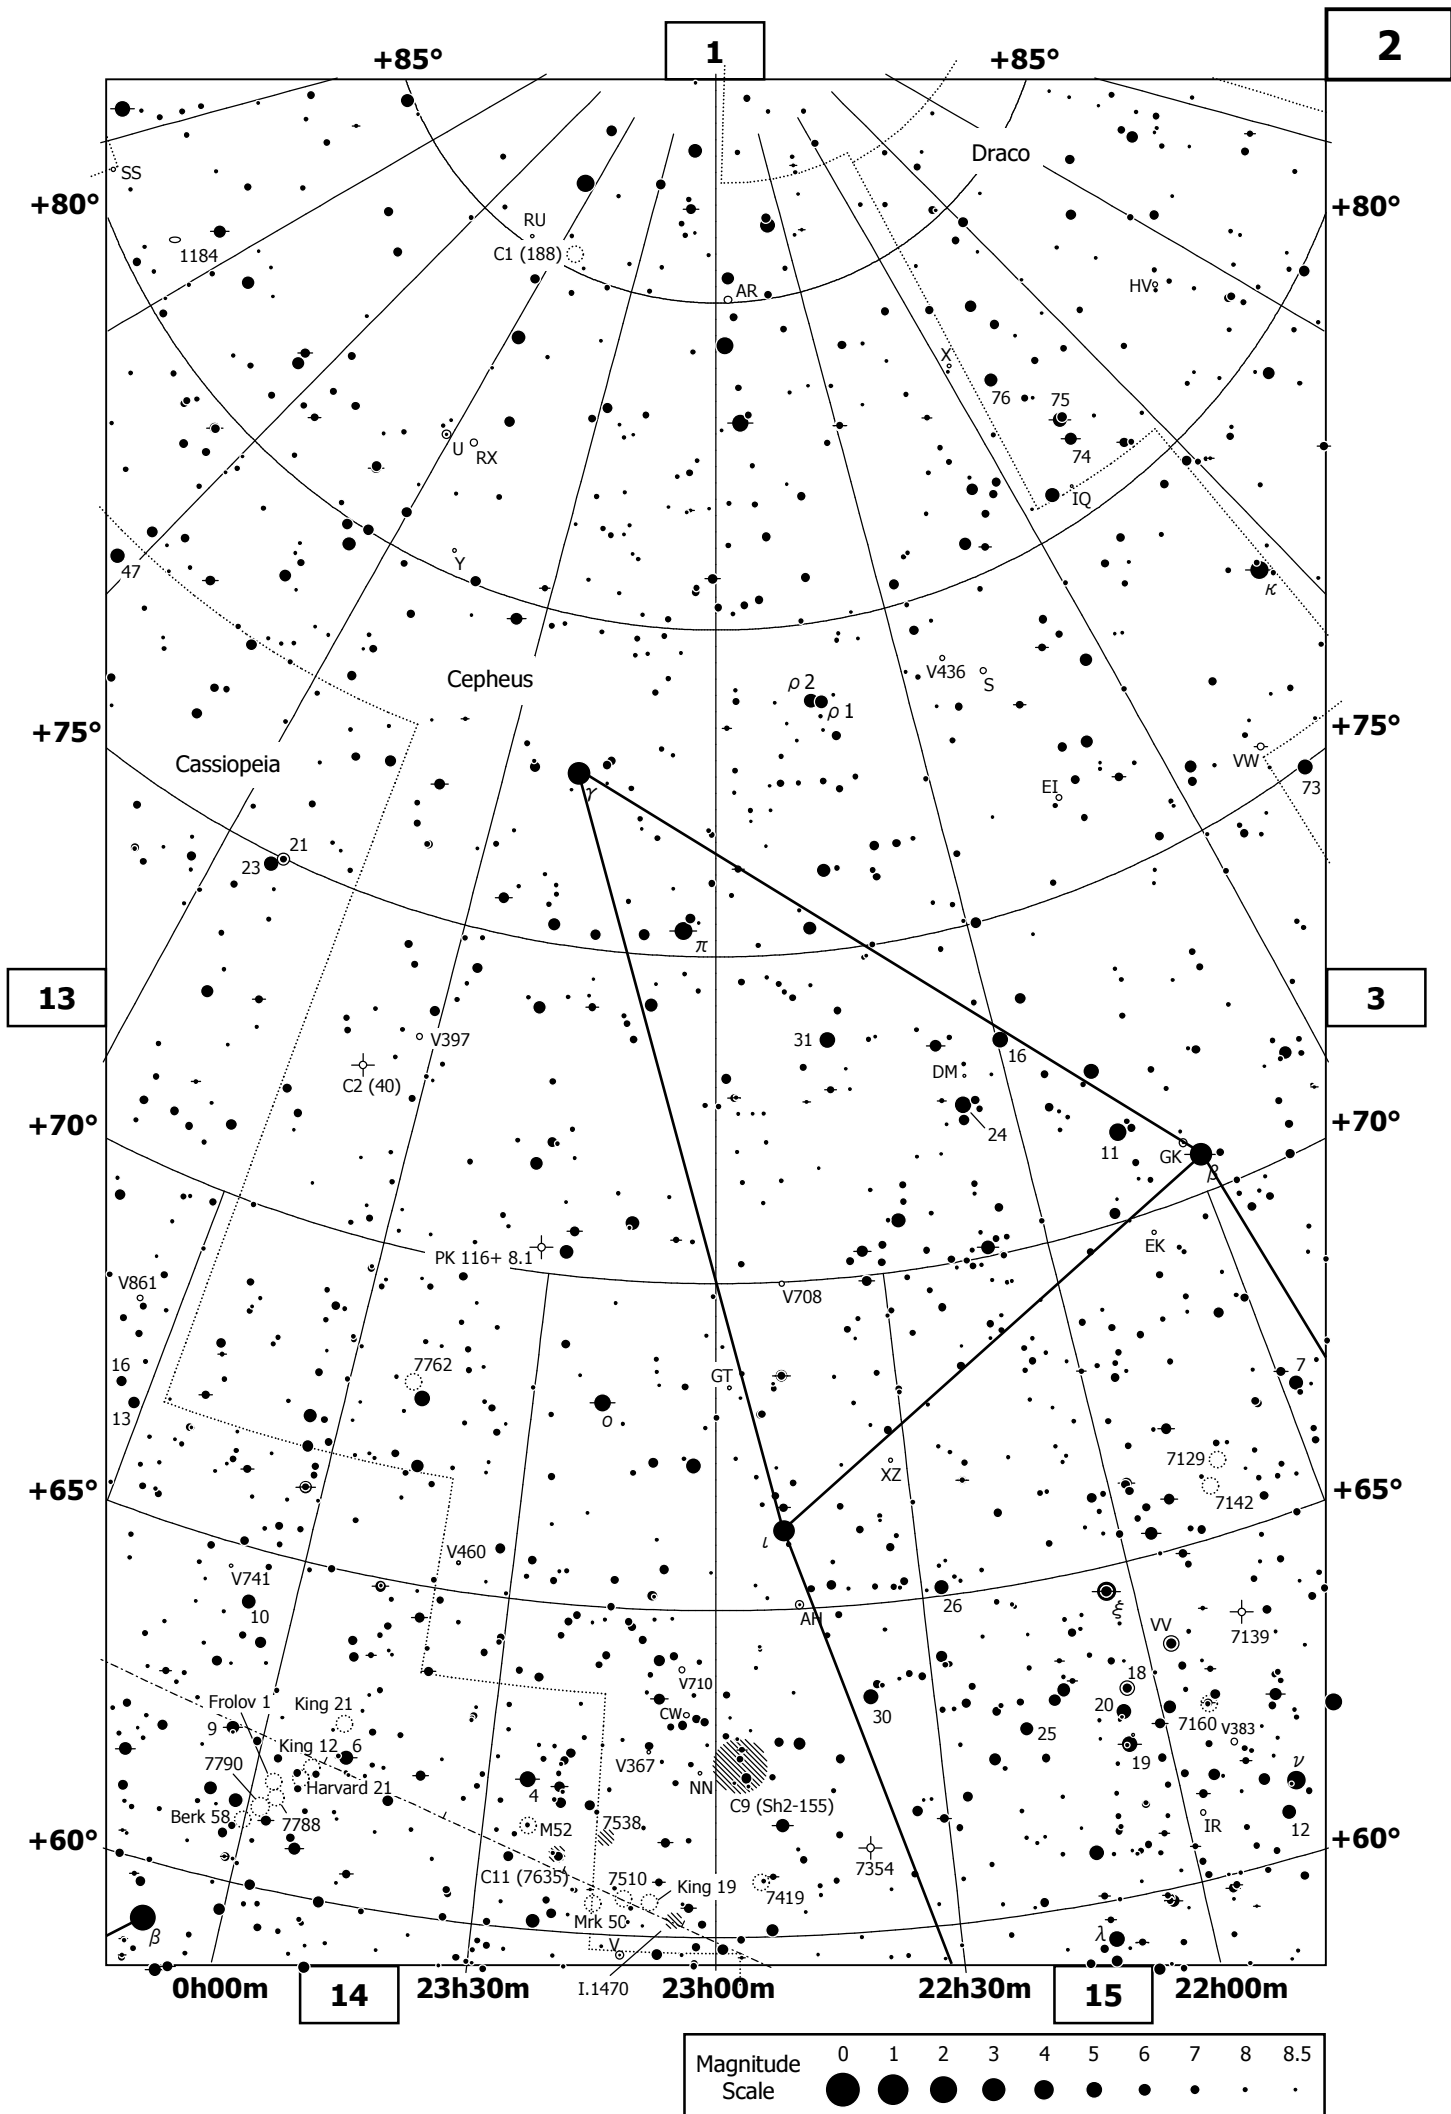 2
1
+85°
+85°
Draco
SS
+80°
+80°
RU
C1 (188)
1184
AR
HV
X
76
75
74
U
RX
IQ
47
Y
κ
Cepheus
V436
S
ρ 2
ρ 1
+75°
+75°
Cassiopeia
VW
γ
EI
73
21
23
π
13
3
V397
31
16
C2 (40)
DM
+70°
+70°
24
11
GK
β
EK
PK 116+ 8.1
V861
V708
16
7762
GT
7
13
ο
7129
XZ
7142
+65°
+65°
ι
V460
V741
10
26
AH
ξ
7139
VV
V710
18
Frolov 1
King 21
CW
20
9
30
7160
V383
25
King 12
6
7790
V367
19
Harvard 21
NN
ν
4
C9 (Sh2-155)
Berk 58
7788
M52
7538
IR
12
+60°
+60°
7354
C11 (7635)
7510
King 19
7419
Mrk 50
β
V
λ
I.1470
0h00m
14
23h30m
23h00m
22h30m
15
22h00m
Magnitude Scale
0 1 2 3 4 5 6 7 8 8.5